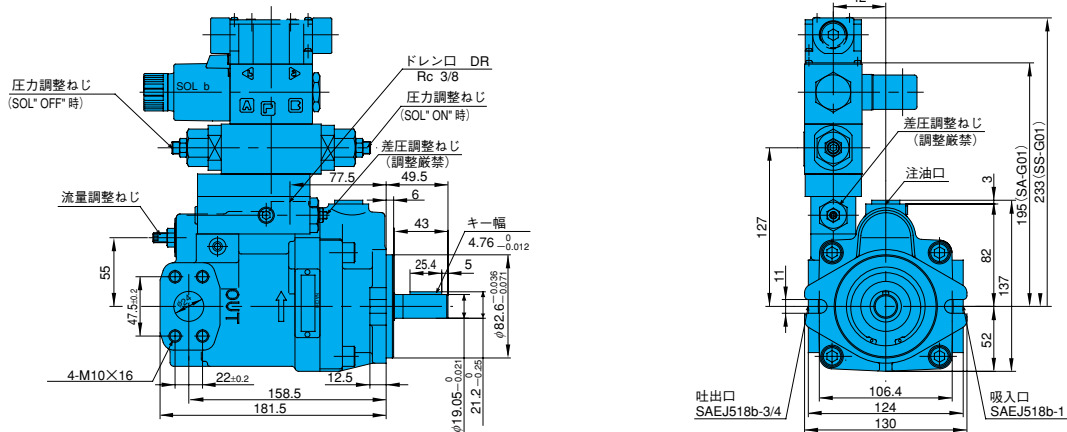 圧力調整ねじ
(SOL" OFF" 時)
SOL b
A P B
ドレン口 DR
Rc 3/8
圧力調整ねじ
(SOL" ON" 時)
差圧調整ねじ
(調整厳禁)
77.5
49.5
6
流量調整ねじ
43
キー幅
4.76 0 -0.012
25.4
5
55
47.5±0.2
OUT
φ82.6 -0.036 -0.071
4-M10×16
22±0.2
12.5
158.5
181.5
φ19.05 0 -0.021
21.2 0 -0.25
42
差圧調整ねじ
(調整厳禁)
注油口
3
195(SA-G01)
233(SS-G01)
127
11
82
137
52
吐出口
SAEJ518b-3/4
106.4
124
130
吸入口
SAEJ518b-1